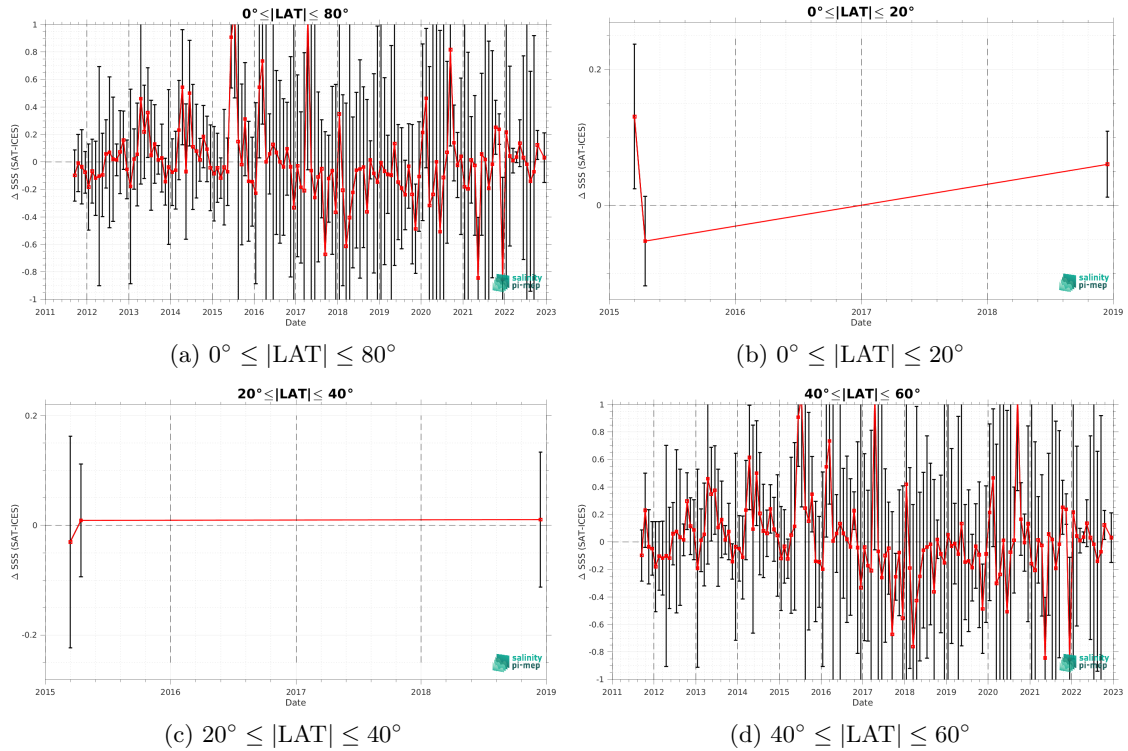 0°≤|LAT|≤ 80°
Δ SSS (SAT-ICES)
1
0.8
0.6
0.4
0.2
0
-0.2
-0.4
-0.6
-0.8
-1
2011 2012 2013 2014 2015 2016 2017 2018 2019 2020 2021 2022 2023
Date
salinity
pi-mep
(a) 0° ≤ |LAT| ≤ 80°
0°≤|LAT|≤ 20°
Δ SSS (SAT-ICES)
0.2
0
2015 2016 2017 2018 2019
Date
salinity
pi-mep
(b) 0° ≤ |LAT| ≤ 20°
20°≤|LAT|≤ 40°
Δ SSS (SAT-ICES)
0.2
0
-0.2
2015 2016 2017 2018 2019
Date
salinity
pi-mep
(c) 20° ≤ |LAT| ≤ 40°
40°≤|LAT|≤ 60°
Δ SSS (SAT-ICES)
1
0.8
0.6
0.4
0.2
0
-0.2
-0.4
-0.6
-0.8
-1
2011 2012 2013 2014 2015 2016 2017 2018 2019 2020 2021 2022 2023
Date
salinity
pi-mep
(d) 40° ≤ |LAT| ≤ 60°